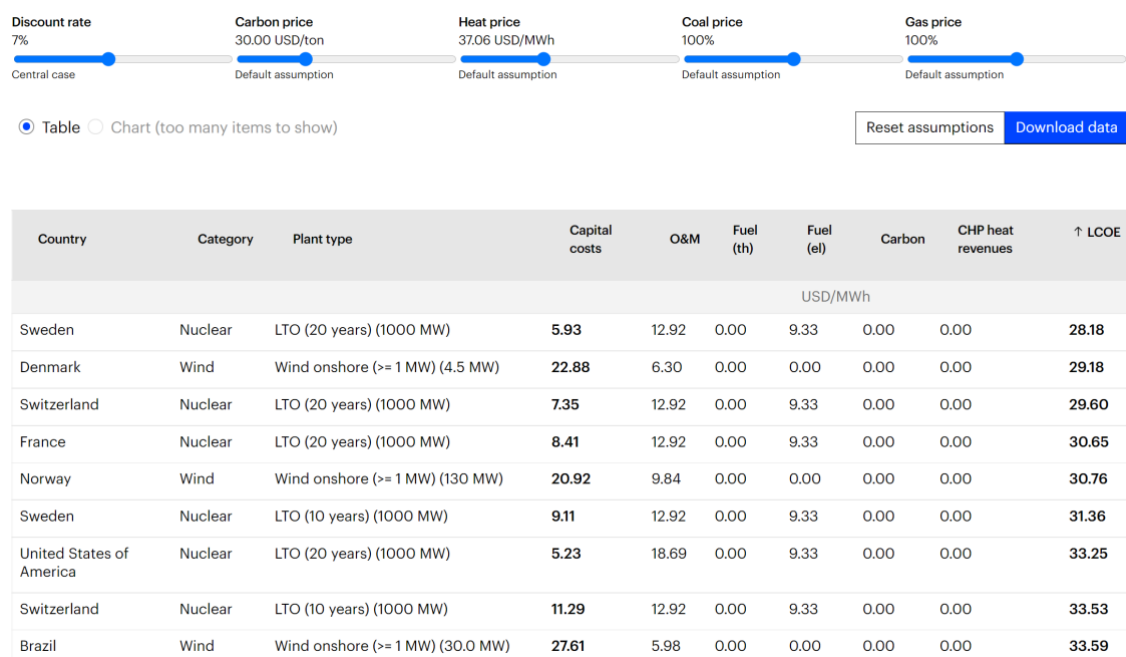 Discount rate Carbon price Heat price Coal price Gas price
7% 30.00 USD/ton 37.06 USD/MWh 100% 100%
Central case Default assumption Default assumption Default assumption Default assumption
Table Chart (too many items to show) Reset assumptions Download data
Country Category Plant type Capital costs O&M Fuel (th) Fuel (el) Carbon CHP heat revenues ↑ LCOE
USD/MWh
Sweden Nuclear LTO (20 years) (1000 MW) 5.93 12.92 0.00 9.33 0.00 0.00 28.18
Denmark Wind Wind onshore (>= 1 MW) (4.5 MW) 22.88 6.30 0.00 0.00 0.00 0.00 29.18
Switzerland Nuclear LTO (20 years) (1000 MW) 7.35 12.92 0.00 9.33 0.00 0.00 29.60
France Nuclear LTO (20 years) (1000 MW) 8.41 12.92 0.00 9.33 0.00 0.00 30.65
Norway Wind Wind onshore (>= 1 MW) (130 MW) 20.92 9.84 0.00 0.00 0.00 0.00 30.76
Sweden Nuclear LTO (10 years) (1000 MW) 9.11 12.92 0.00 9.33 0.00 0.00 31.36
United States of America Nuclear LTO (20 years) (1000 MW) 5.23 18.69 0.00 9.33 0.00 0.00 33.25
Switzerland Nuclear LTO (10 years) (1000 MW) 11.29 12.92 0.00 9.33 0.00 0.00 33.53
Brazil Wind Wind onshore (>= 1 MW) (30.0 MW) 27.61 5.98 0.00 0.00 0.00 0.00 33.59